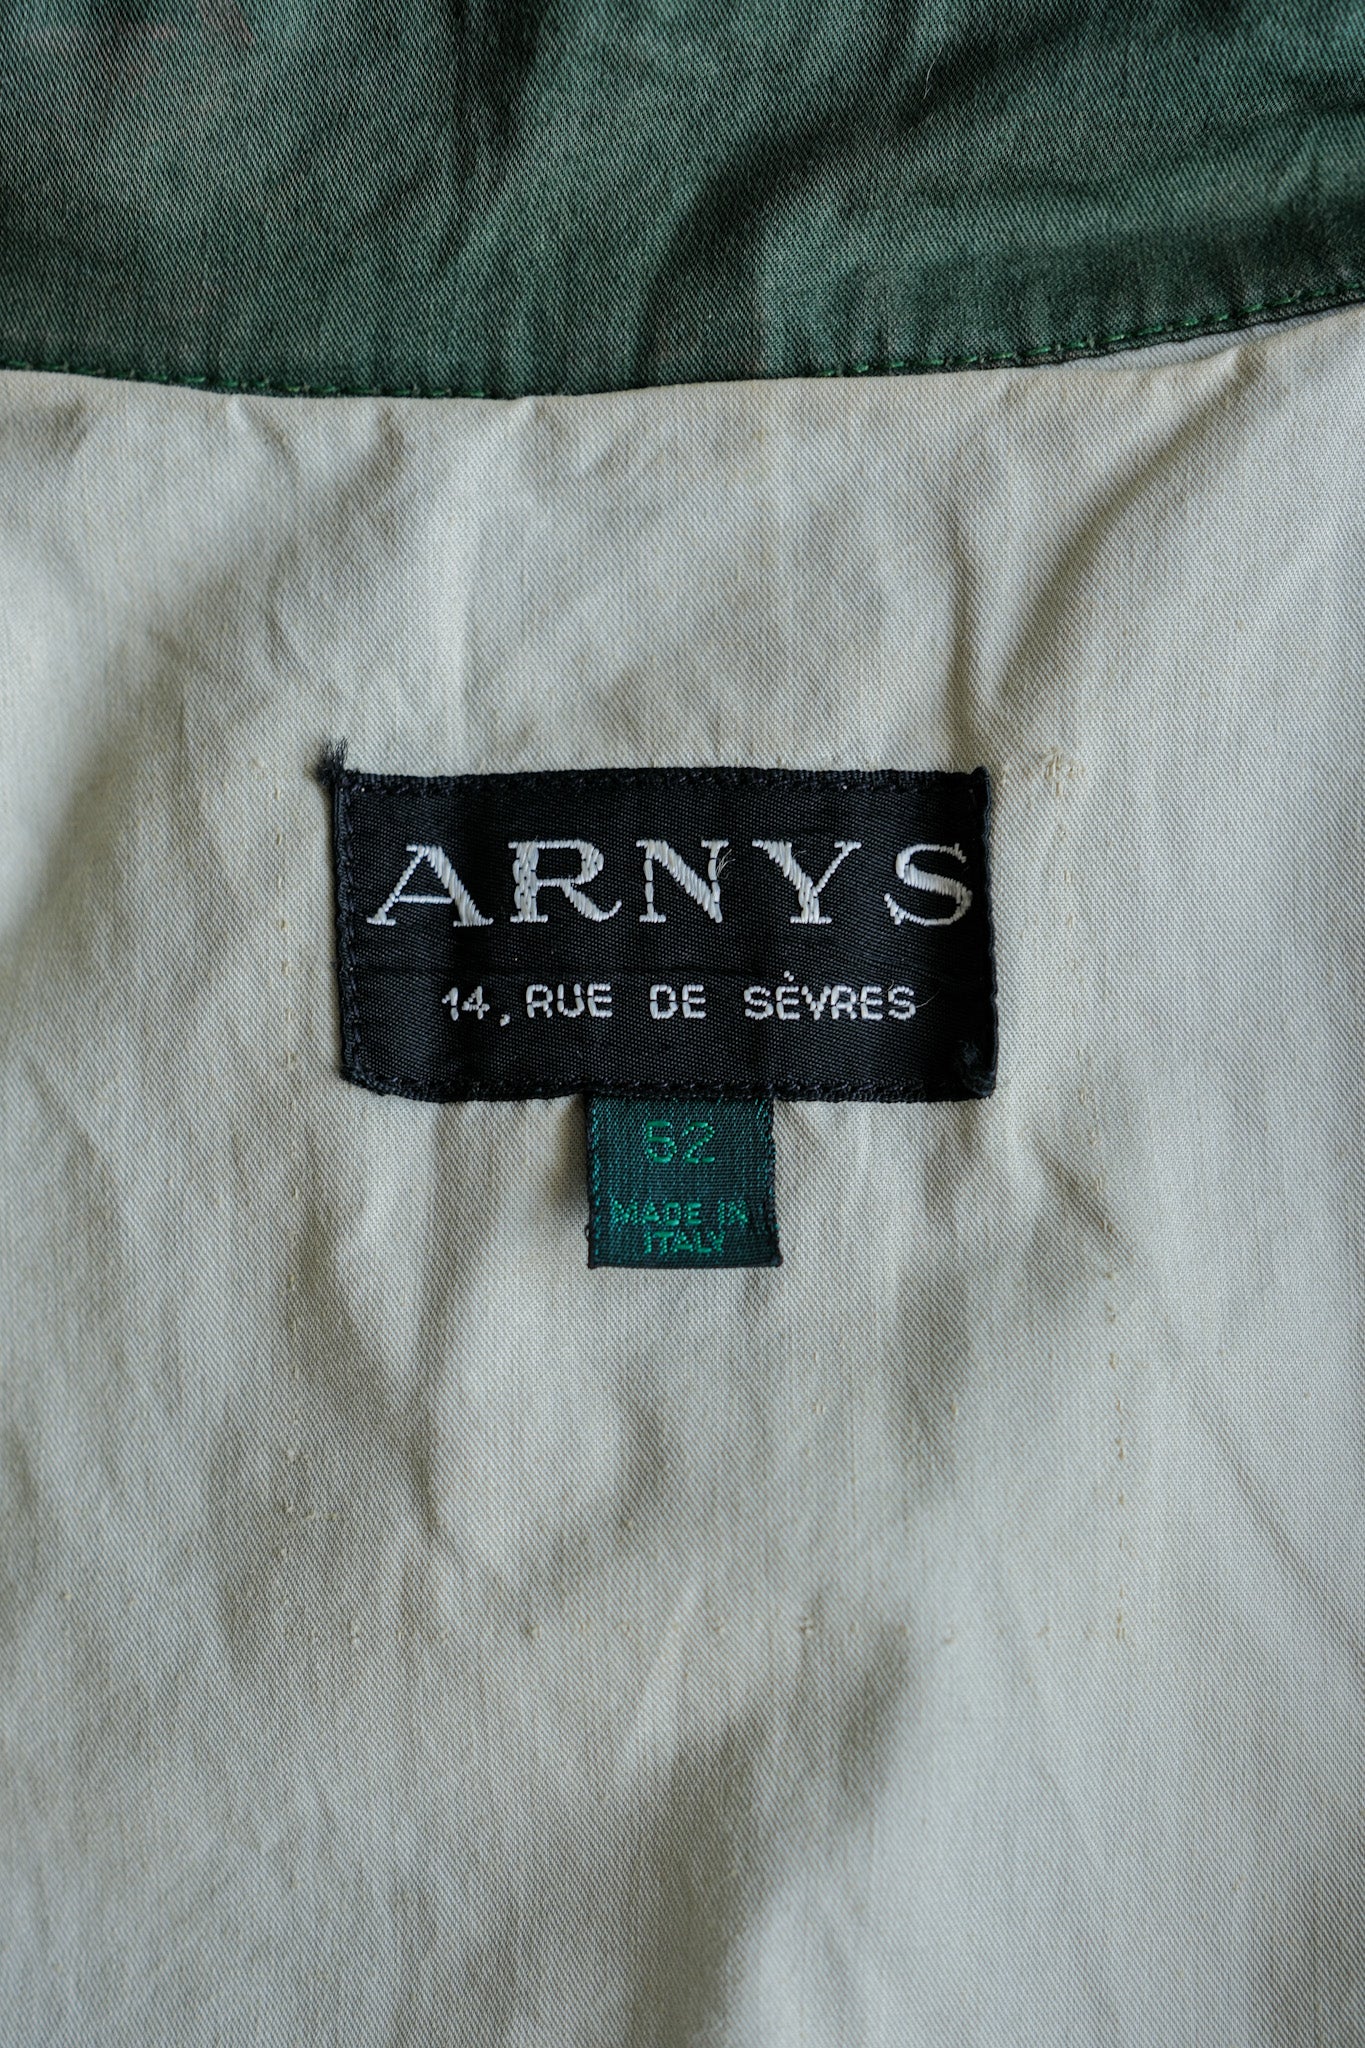 ARNYS
14, RUE DE SÈVRES
52
MADE IN
ITALY